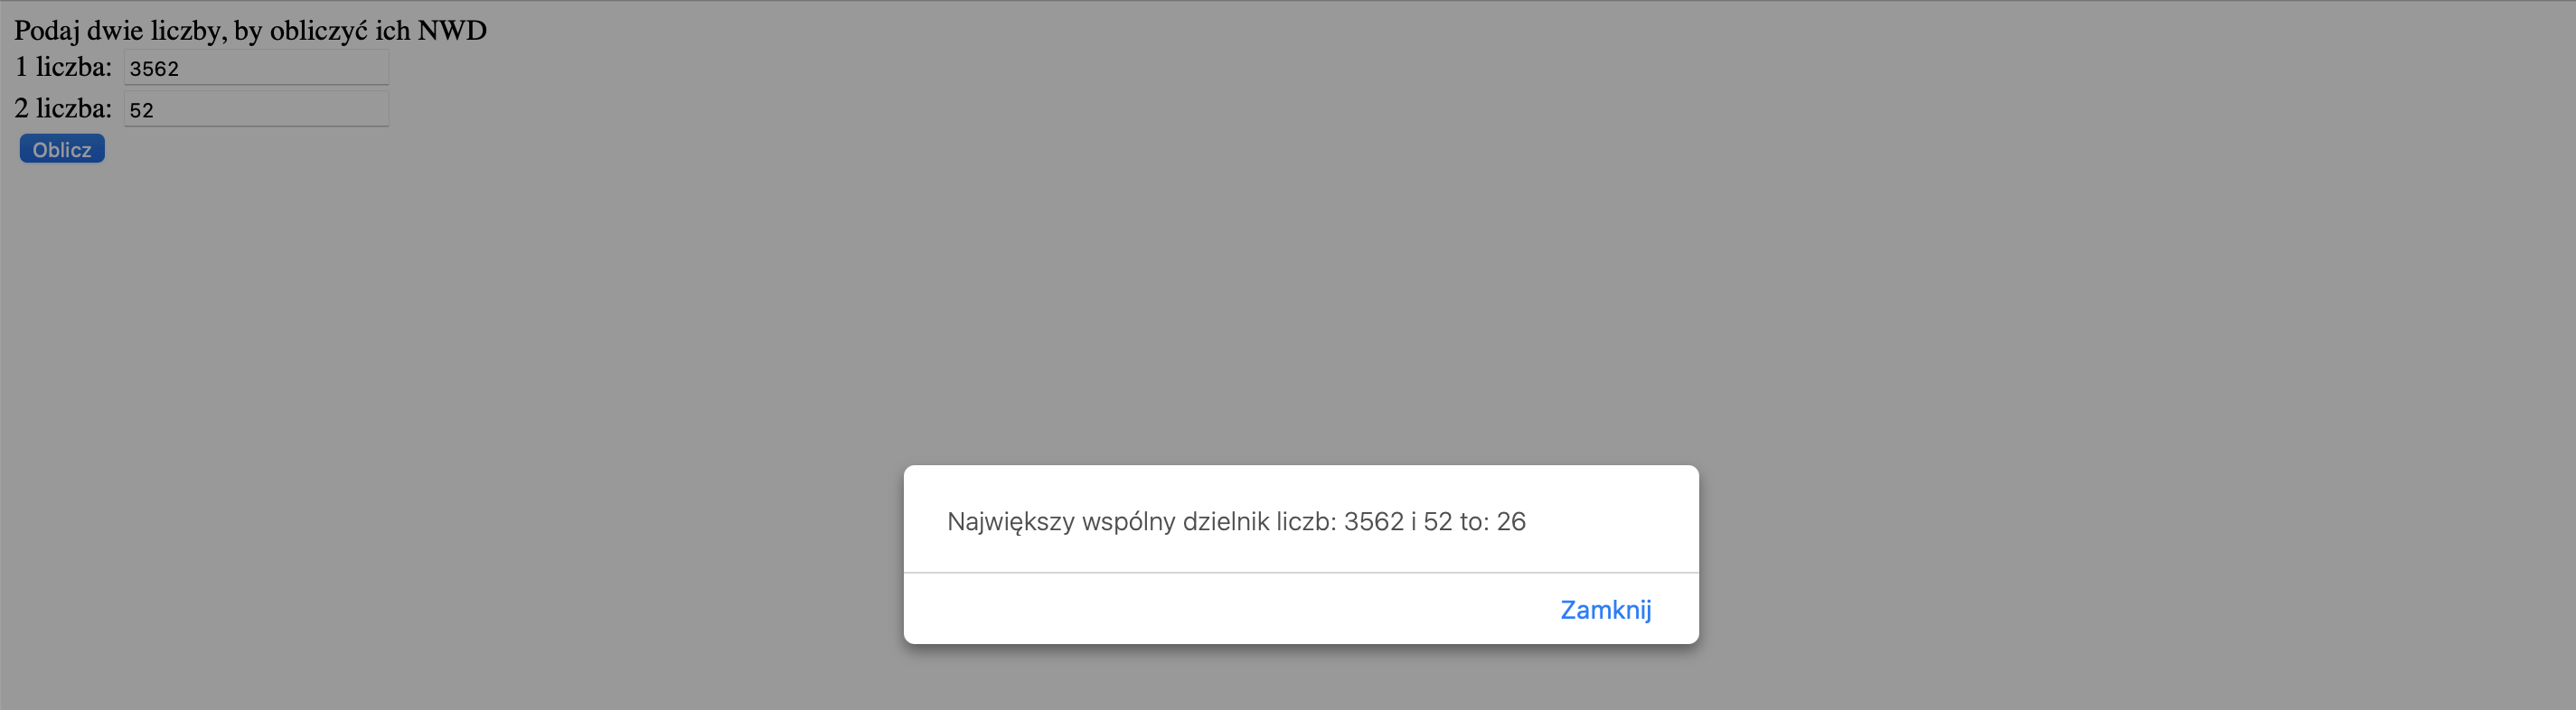 Podaj dwie liczby, by obliczyć ich NWD
1 liczba: 3562
2 liczba: 52
Oblicz
Największy wspólny dzielnik liczb: 3562 i 52 to: 26
Zamknij